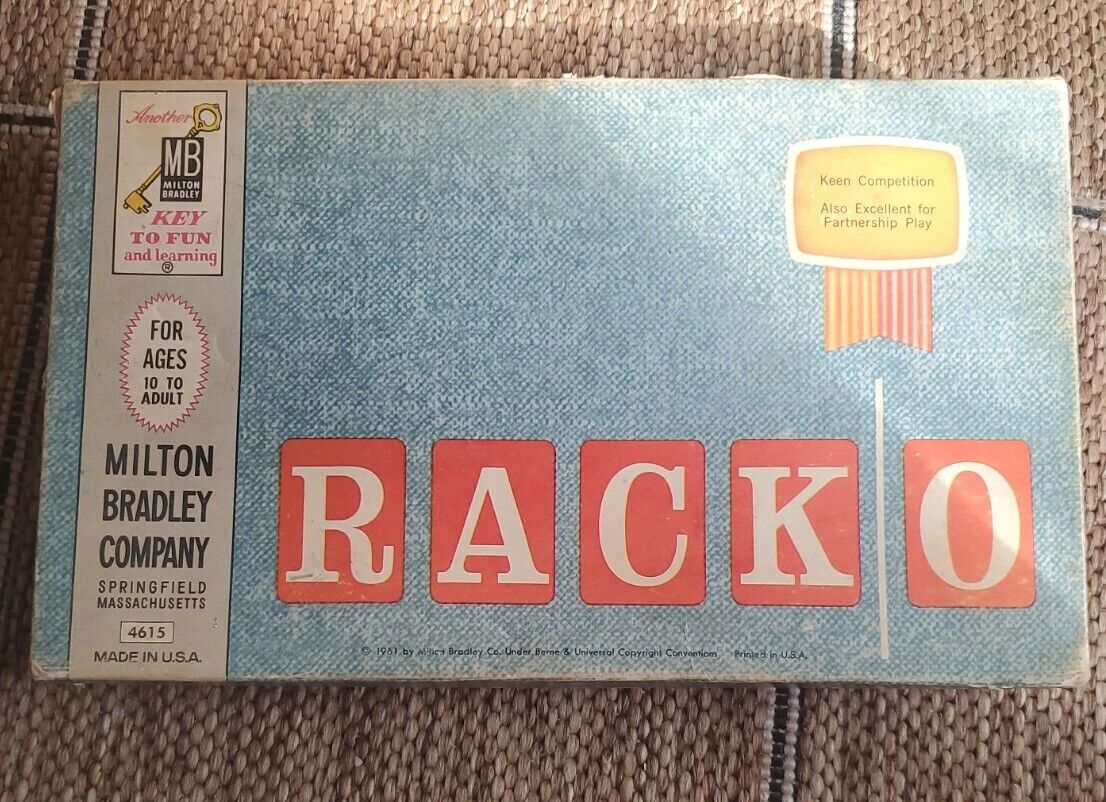 Another
MB
MILTON
BRADLEY
KEY
TO FUN
and learning
®
FOR
AGES
10 TO
ADULT
MILTON
BRADLEY
COMPANY
SPRINGFIELD
MASSACHUSETTS
4615
MADE IN U.S.A.
Keen Competition
Also Excellent for
Partnership Play
RACK O
© 1961 by Milton Bradley Co. Under Berne & Universal Copyright Conventions Printed in U.S.A.